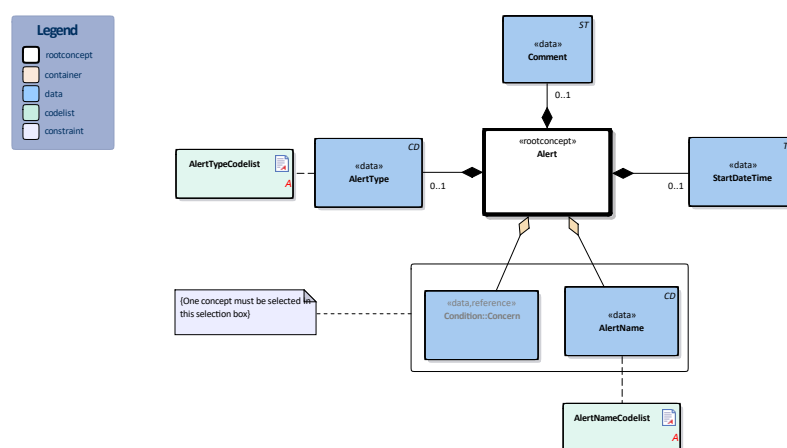 Legend
rootconcept
container
data
codelist
constraint
ST
«data»
Comment
0..1
«rootconcept»
Alert
CD
«data»
AlertType
0..1
AlertTypeCodelist
A
T
«data»
StartDateTime
0..1
{One concept must be selected in
this selection box}
«data,reference»
Condition::Concern
CD
«data»
AlertName
AlertNameCodelist
A